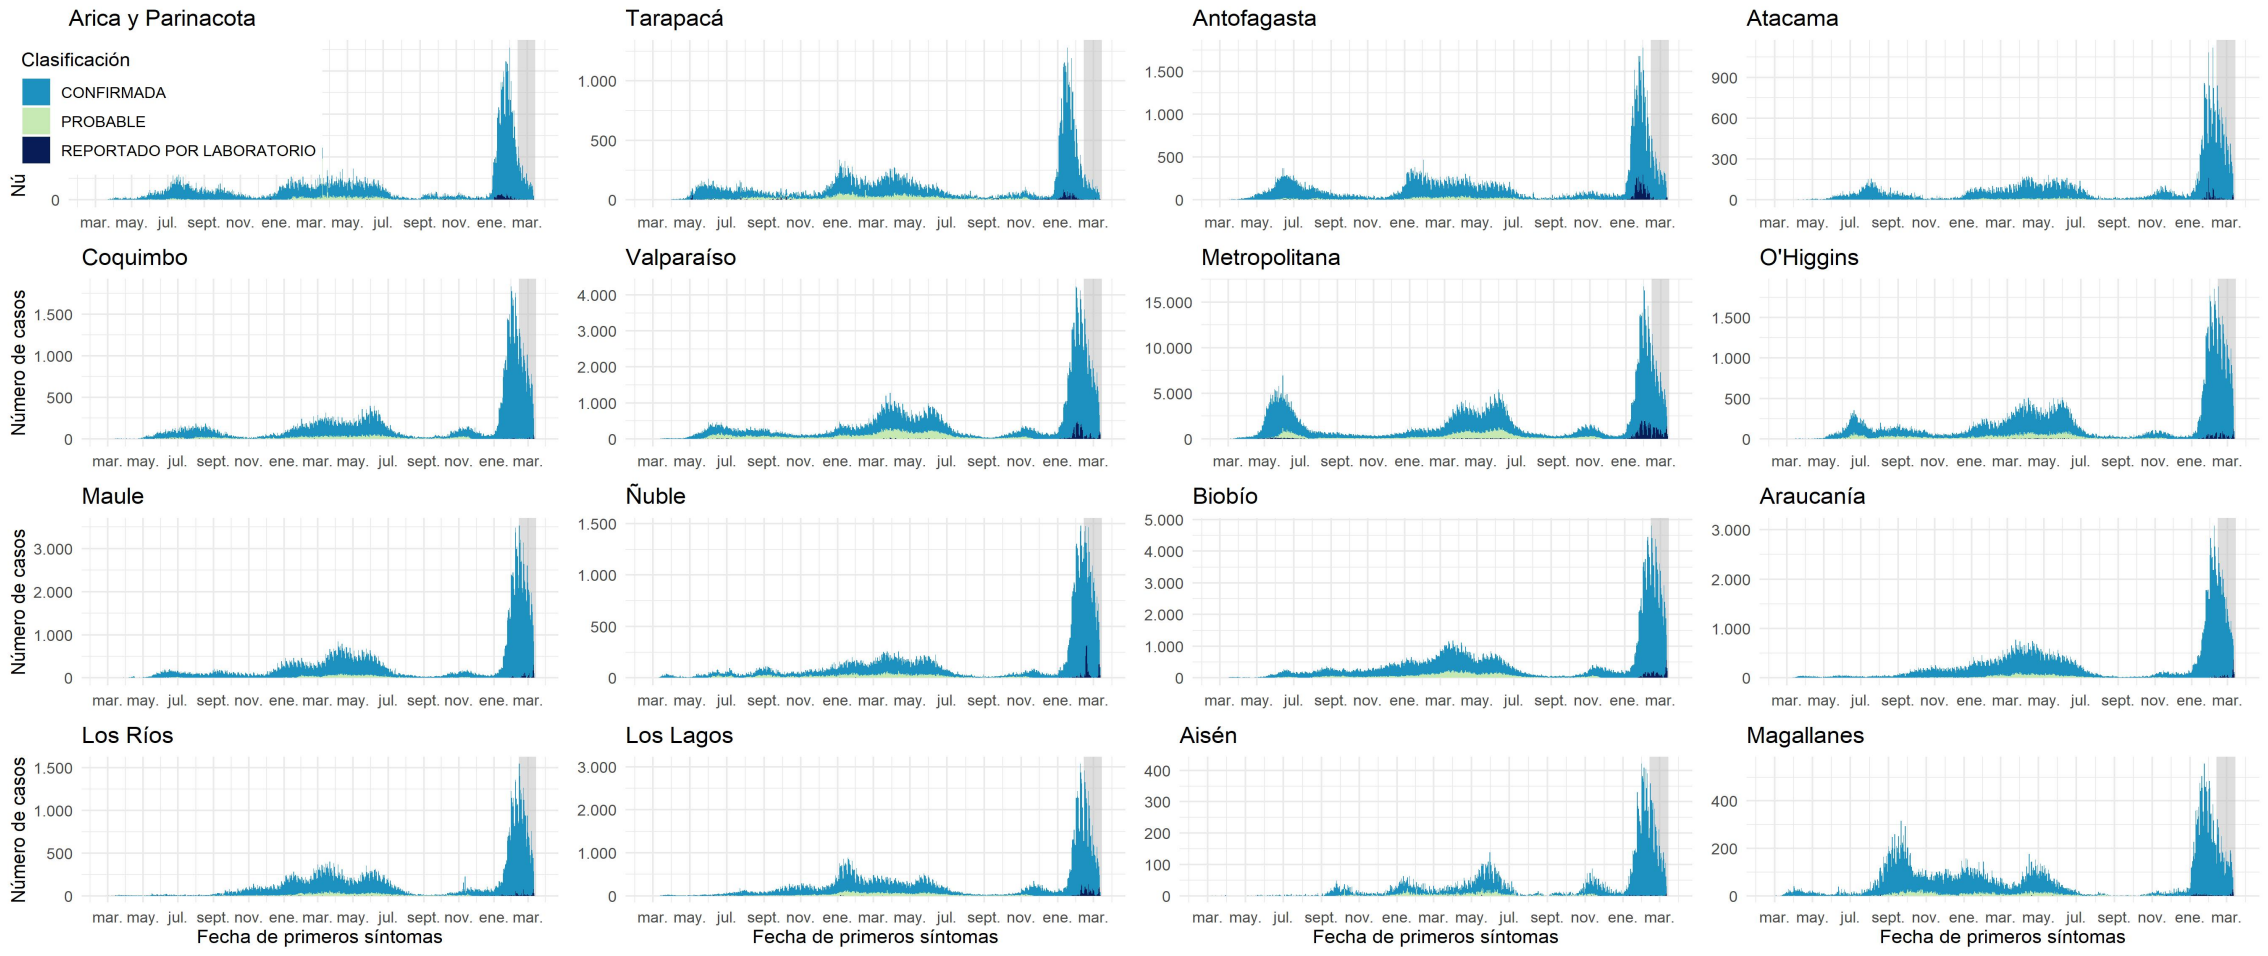 Arica y Parinacota
Tarapacá
Antofagasta
Atacama
Clasificación
CONFIRMADA
PROBABLE
REPORTADO POR LABORATORIO
Nú
0
mar. may. jul. sept. nov. ene. mar. may. jul. sept. nov. ene. mar.
1.000
500
0
mar. may. jul. sept. nov. ene. mar. may. jul. sept. nov. ene. mar.
1.500
1.000
500
0
mar. may. jul. sept. nov. ene. mar. may. jul. sept. nov. ene. mar.
900
600
300
0
mar. may. jul. sept. nov. ene. mar. may. jul. sept. nov. ene. mar.
Coquimbo
Valparaíso
Metropolitana
O'Higgins
Número de casos
1.500
1.000
500
0
mar. may. jul. sept. nov. ene. mar. may. jul. sept. nov. ene. mar.
4.000
3.000
2.000
1.000
0
mar. may. jul. sept. nov. ene. mar. may. jul. sept. nov. ene. mar.
15.000
10.000
5.000
0
mar. may. jul. sept. nov. ene. mar. may. jul. sept. nov. ene. mar.
1.500
1.000
500
0
mar. may. jul. sept. nov. ene. mar. may. jul. sept. nov. ene. mar.
Maule
Ñuble
Biobío
Araucanía
Número de casos
3.000
2.000
1.000
0
mar. may. jul. sept. nov. ene. mar. may. jul. sept. nov. ene. mar.
1.500
1.000
500
0
mar. may. jul. sept. nov. ene. mar. may. jul. sept. nov. ene. mar.
5.000
4.000
3.000
2.000
1.000
0
mar. may. jul. sept. nov. ene. mar. may. jul. sept. nov. ene. mar.
3.000
2.000
1.000
0
mar. may. jul. sept. nov. ene. mar. may. jul. sept. nov. ene. mar.
Los Ríos
Los Lagos
Aisén
Magallanes
Número de casos
1.500
1.000
500
0
mar. may. jul. sept. nov. ene. mar. may. jul. sept. nov. ene. mar.
Fecha de primeros síntomas
3.000
2.000
1.000
0
mar. may. jul. sept. nov. ene. mar. may. jul. sept. nov. ene. mar.
Fecha de primeros síntomas
400
300
200
100
0
mar. may. jul. sept. nov. ene. mar. may. jul. sept. nov. ene. mar.
Fecha de primeros síntomas
400
200
0
mar. may. jul. sept. nov. ene. mar. may. jul. sept. nov. ene. mar.
Fecha de primeros síntomas